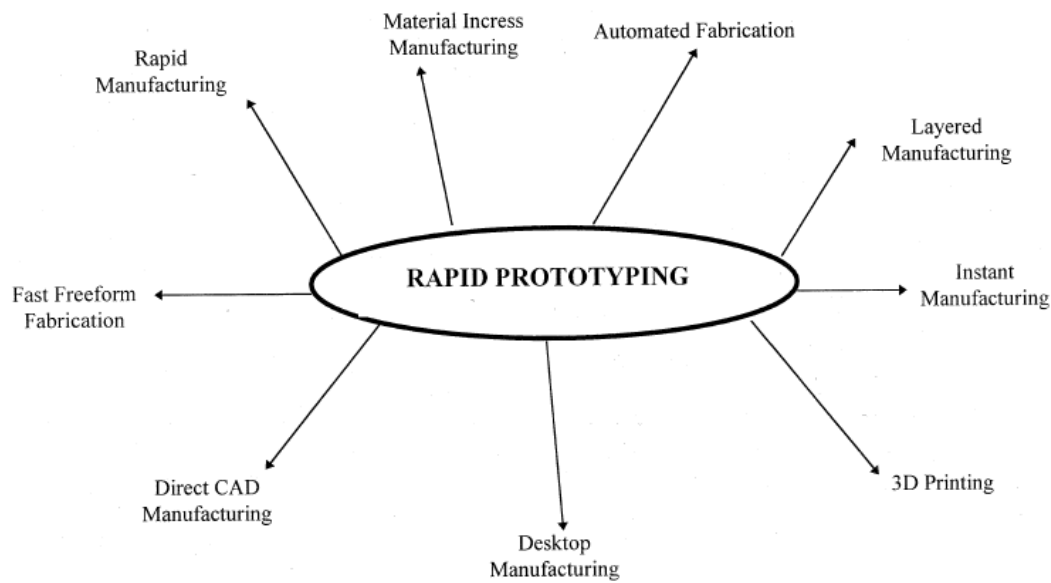 Material Incress
Manufacturing
Automated Fabrication
Rapid
Manufacturing
Layered
Manufacturing
RAPID PROTOTYPING
Instant
Manufacturing
Fast Freeform
Fabrication
Direct CAD
Manufacturing
3D Printing
Desktop
Manufacturing